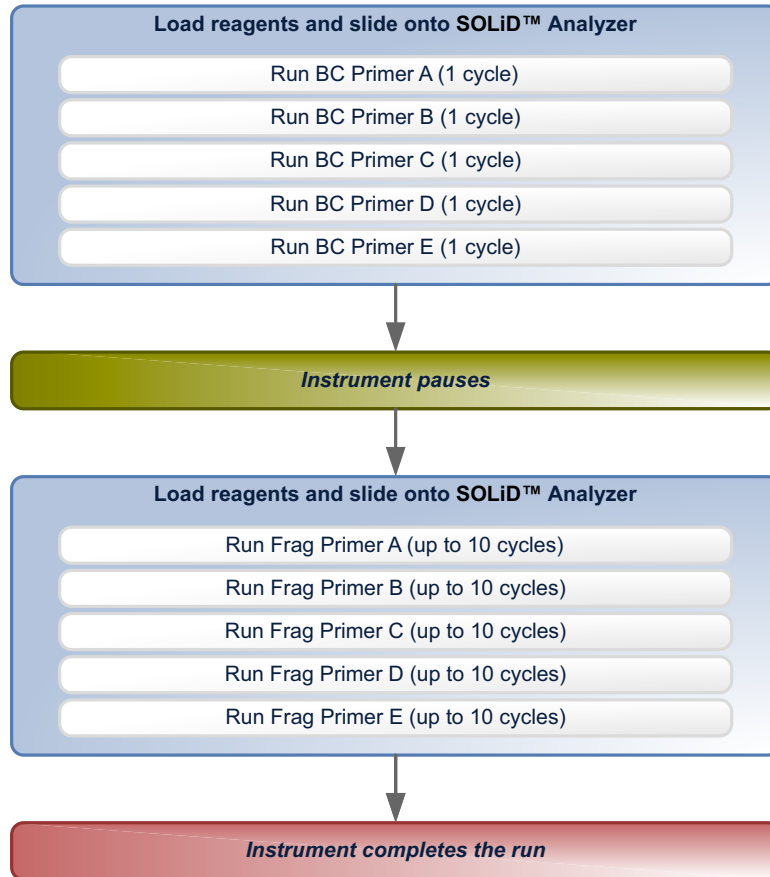 Load reagents and slide onto SOLiD™ Analyzer
Run BC Primer A (1 cycle)
Run BC Primer B (1 cycle)
Run BC Primer C (1 cycle)
Run BC Primer D (1 cycle)
Run BC Primer E (1 cycle)
Instrument pauses
Load reagents and slide onto SOLiD™ Analyzer
Run Frag Primer A (up to 10 cycles)
Run Frag Primer B (up to 10 cycles)
Run Frag Primer C (up to 10 cycles)
Run Frag Primer D (up to 10 cycles)
Run Frag Primer E (up to 10 cycles)
Instrument completes the run